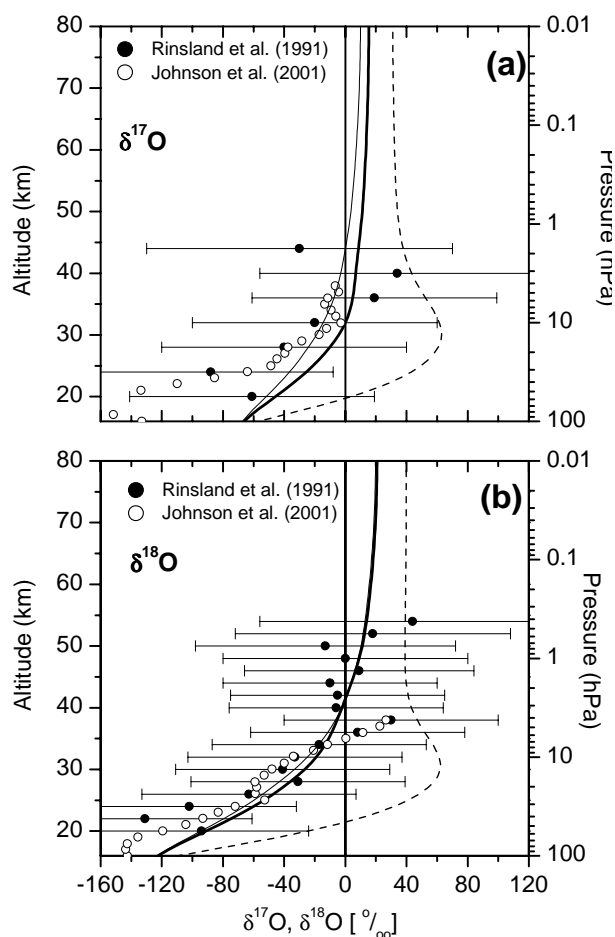 80
70
60
50
40
30
20
Altitude (km)
Rinsland et al. (1991)
Johnson et al. (2001)
(a)
δ¹⁷O
0.01
0.1
1
10
100
Pressure (hPa)
80
70
60
50
40
30
20
Altitude (km)
Rinsland et al. (1991)
Johnson et al. (2001)
(b)
δ¹⁸O
0.01
0.1
1
10
100
Pressure (hPa)
-160 -120 -80 -40 0 40 80 120
δ¹⁷O, δ¹⁸O [ °/₀₀]